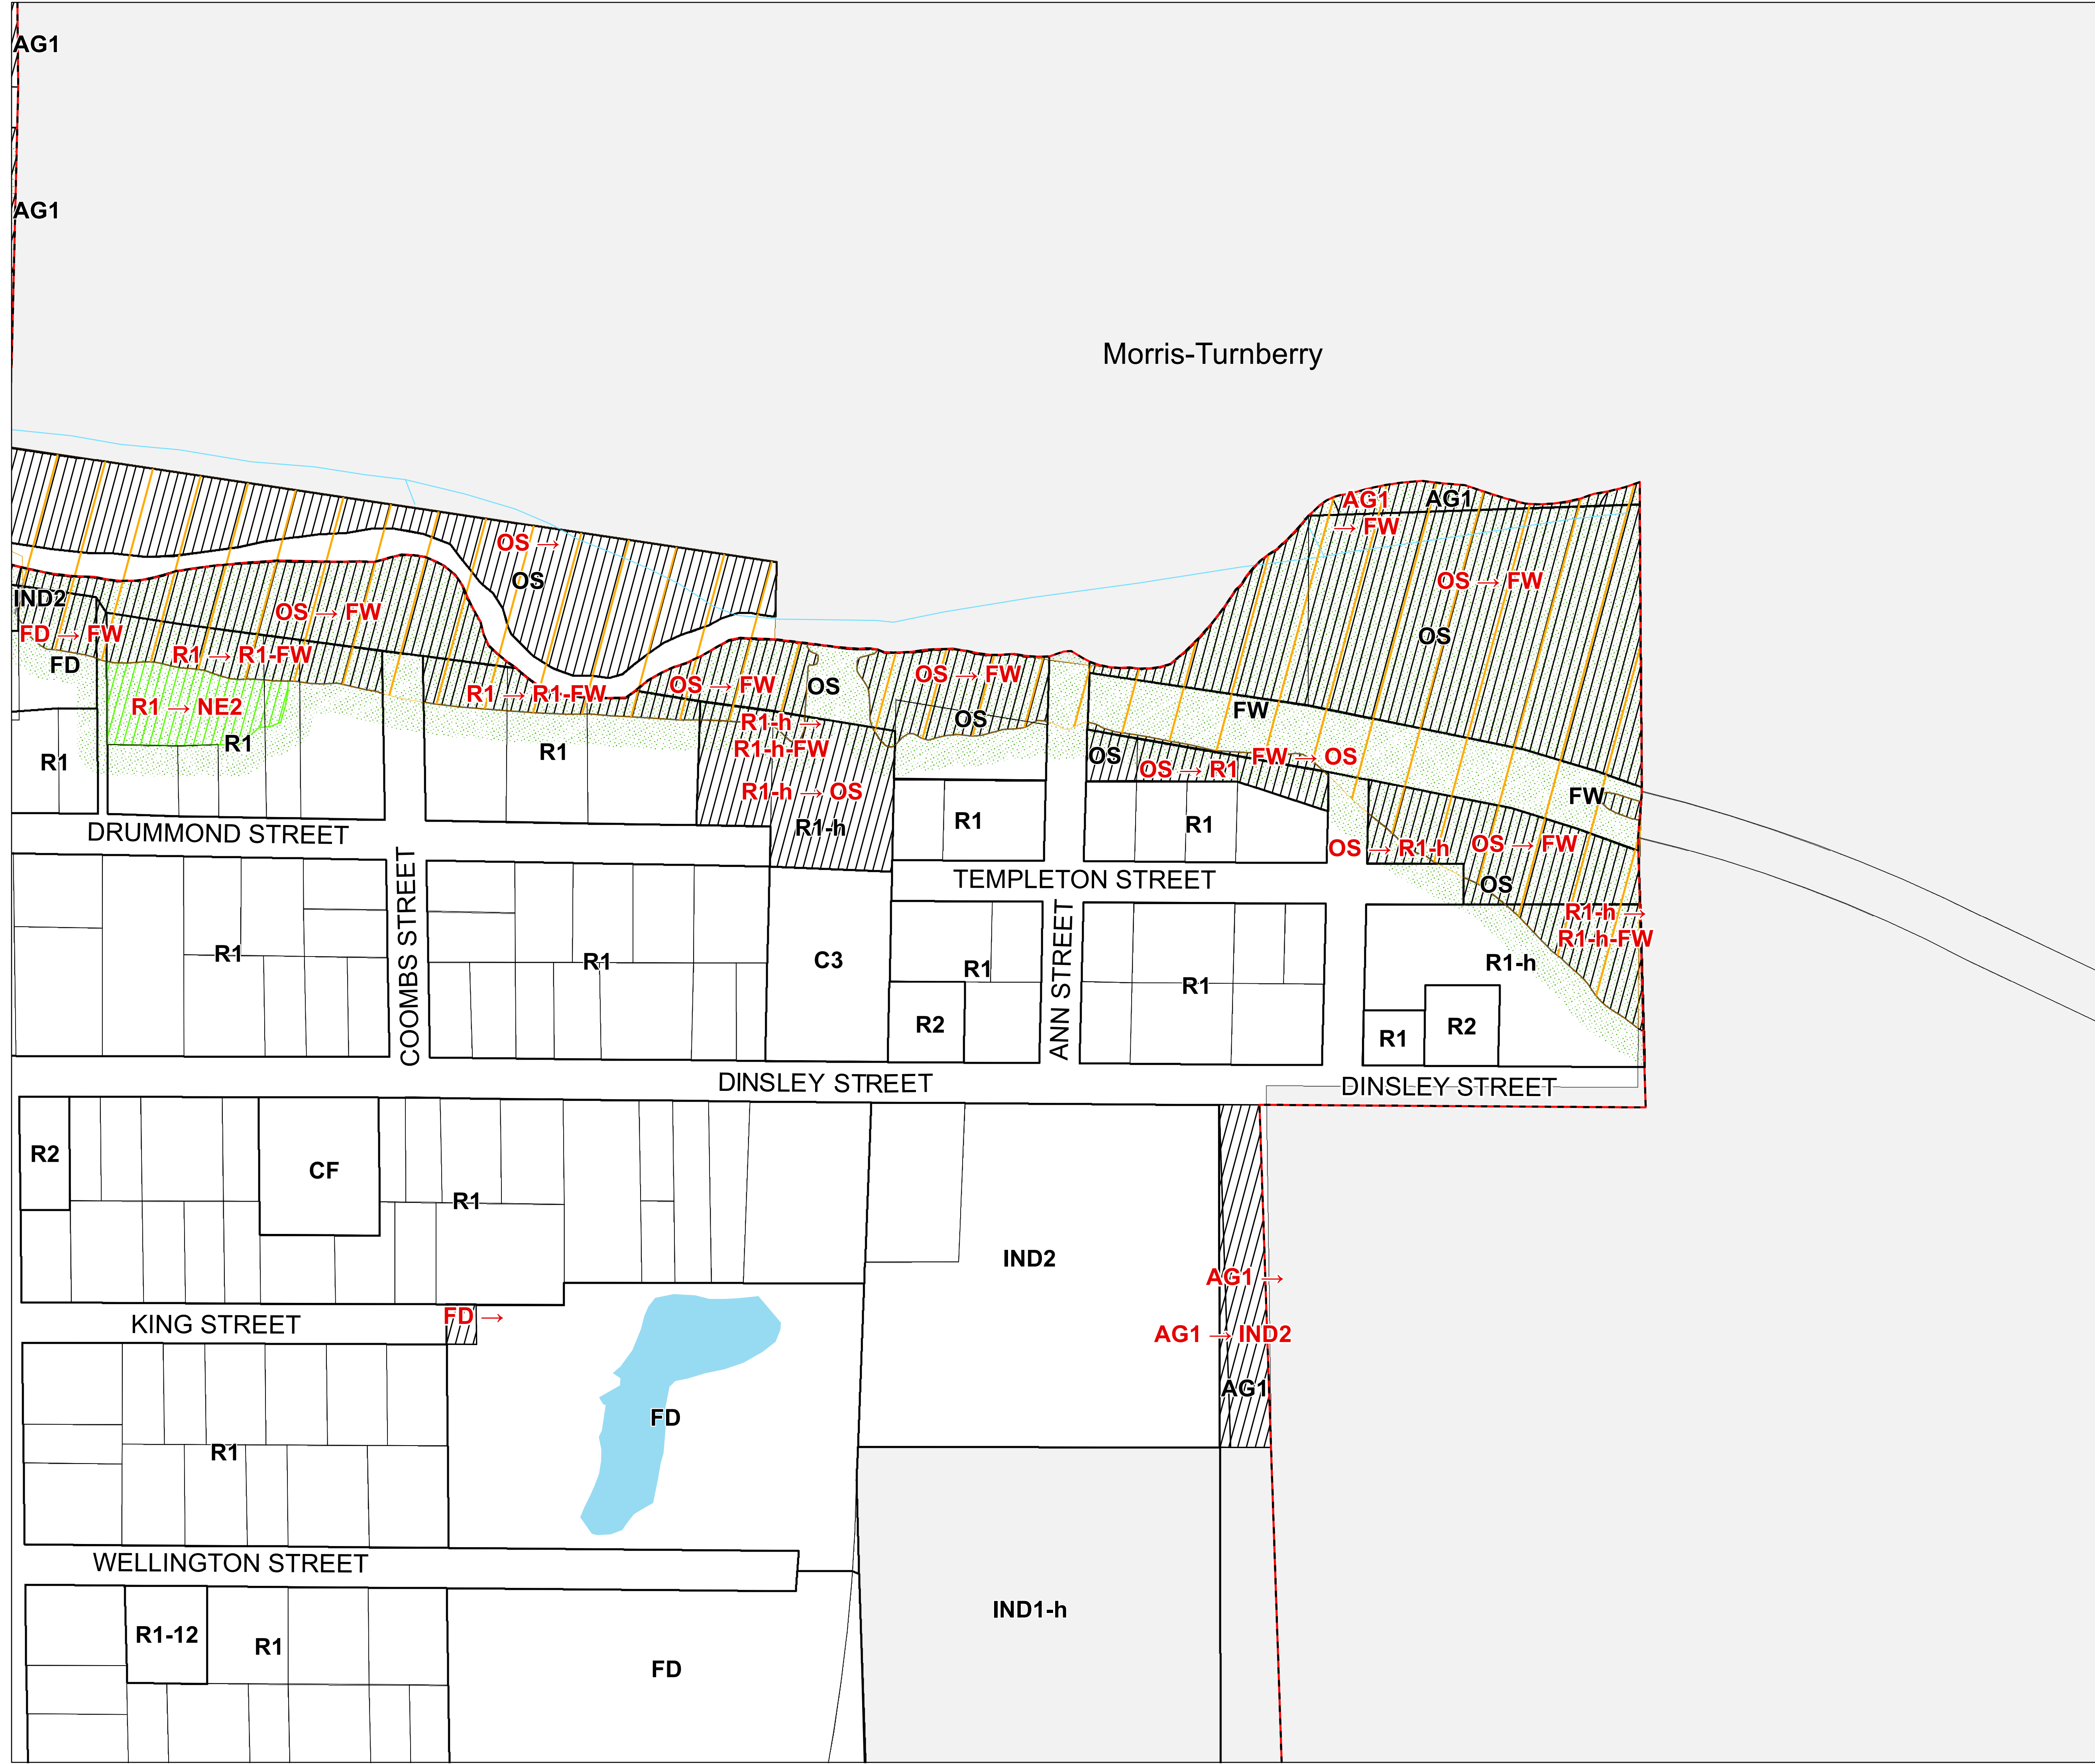 AG1
AG1
Morris-Turnberry
AG1
→ FW
AG1
OS →
OS
OS → FW
OS
IND2
FD → FW
FD
OS → FW
R1 → R1-FW
R1 → NE2
R1
R1
R1 → R1-FW
R1
OS → FW
OS
R1-h →
R1-h-FW
R1-h → OS
R1-h
OS → FW
OS
FW
OS
OS → R1
FW → OS
FW
R1
R1
OS → R1-h
OS → FW
OS
R1-h →
R1-h-FW
R1-h
DRUMMOND STREET
TEMPLETON STREET
COOMBS STREET
ANN STREET
R1
R1
C3
R1
R2
R1
R1
R2
DINSLEY STREET
DINSLEY STREET
R2
CF
R1
IND2
AG1 →
AG1 → IND2
AG1
KING STREET
FD →
FD
R1
WELLINGTON STREET
R1-12
R1
FD
IND1-h